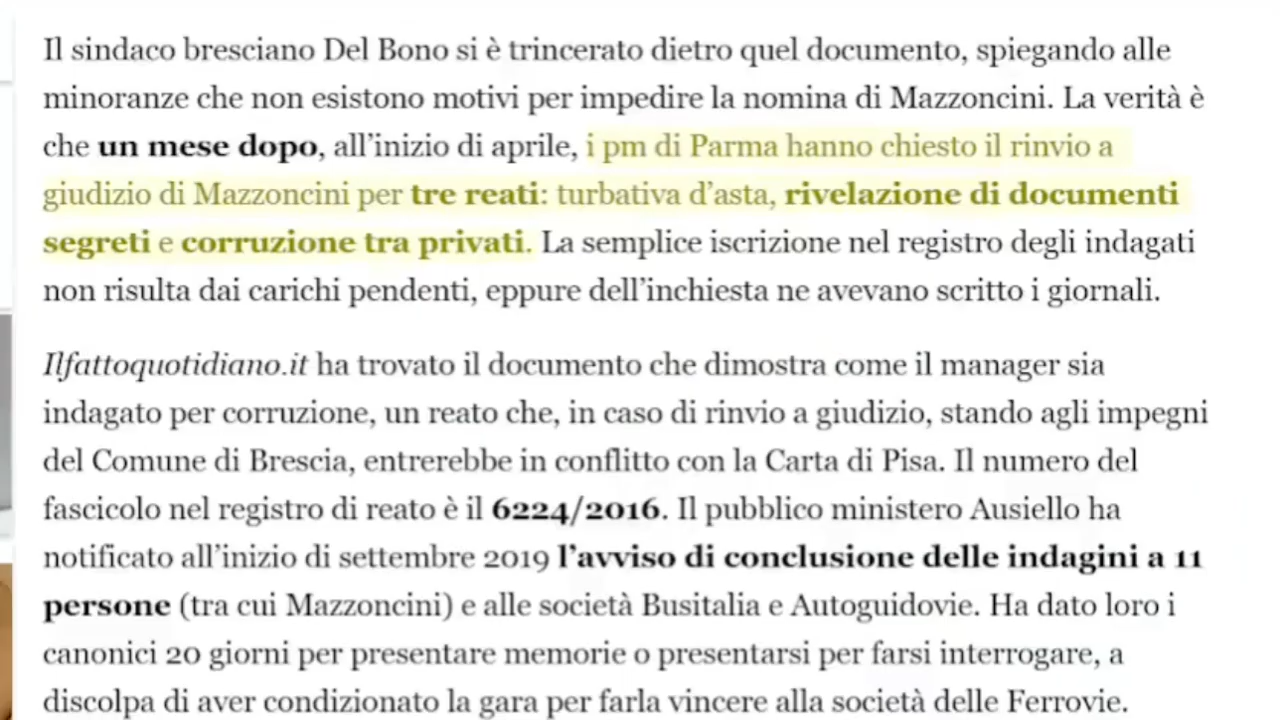 Il sindaco bresciano Del Bono si è trincerato dietro quel documento, spiegando alle
minoranze che non esistono motivi per impedire la nomina di Mazzoncini. La verità è
che un mese dopo, all’inizio di aprile, i pm di Parma hanno chiesto il rinvio a
giudizio di Mazzoncini per tre reati: turbativa d’asta, rivelazione di documenti
segreti e corruzione tra privati. La semplice iscrizione nel registro degli indagati
non risulta dai carichi pendenti, eppure dell’inchiesta ne avevano scritto i giornali.
Ilfattoquotidiano.it ha trovato il documento che dimostra come il manager sia
indagato per corruzione, un reato che, in caso di rinvio a giudizio, stando agli impegni
del Comune di Brescia, entrerebbe in conflitto con la Carta di Pisa. Il numero del
fascicolo nel registro di reato è il 6224/2016. Il pubblico ministero Ausiello ha
notificato all’inizio di settembre 2019 l’avviso di conclusione delle indagini a 11
persone (tra cui Mazzoncini) e alle società Busitalia e Autoguidovie. Ha dato loro i
canonici 20 giorni per presentare memorie o presentarsi per farsi interrogare, a
discolpa di aver condizionato la gara per farla vincere alla società delle Ferrovie.